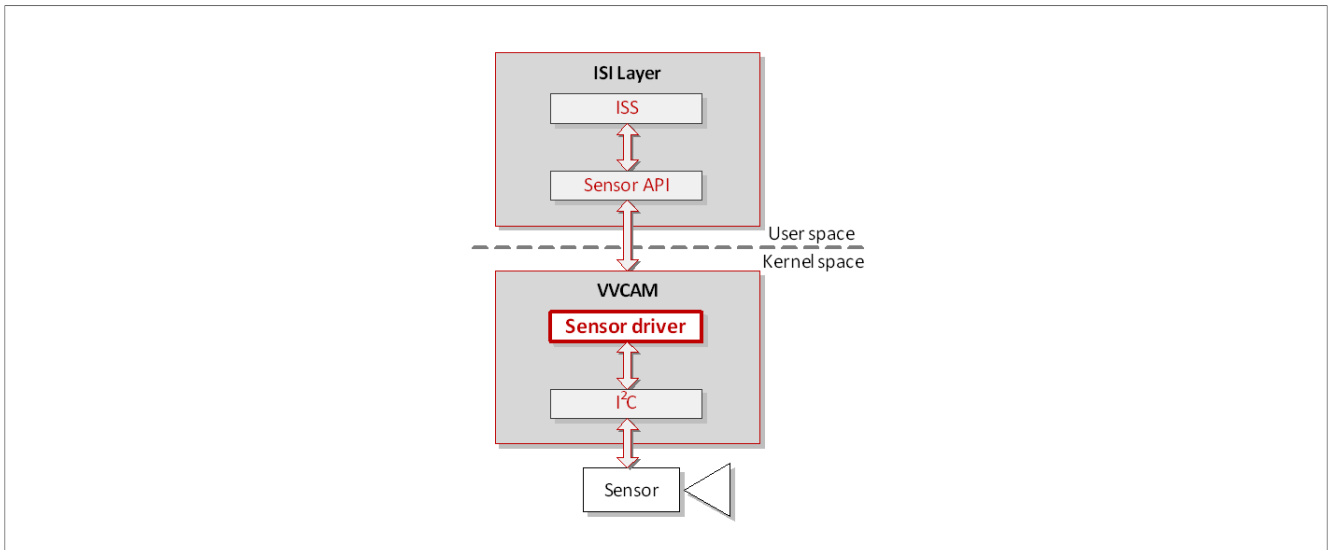 ISI Layer
ISS
Sensor API
User space
Kernel space
VVCAM
Sensor driver
I²C
Sensor